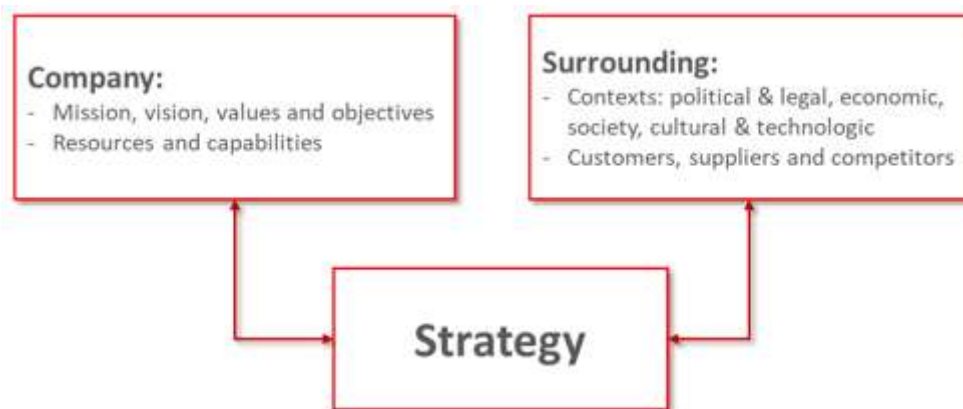 Company:
- Mission, vision, values and objectives
- Resources and capabilities
Surrounding:
- Contexts: political & legal, economic,
society, cultural & technologic
- Customers, suppliers and competitors
Strategy